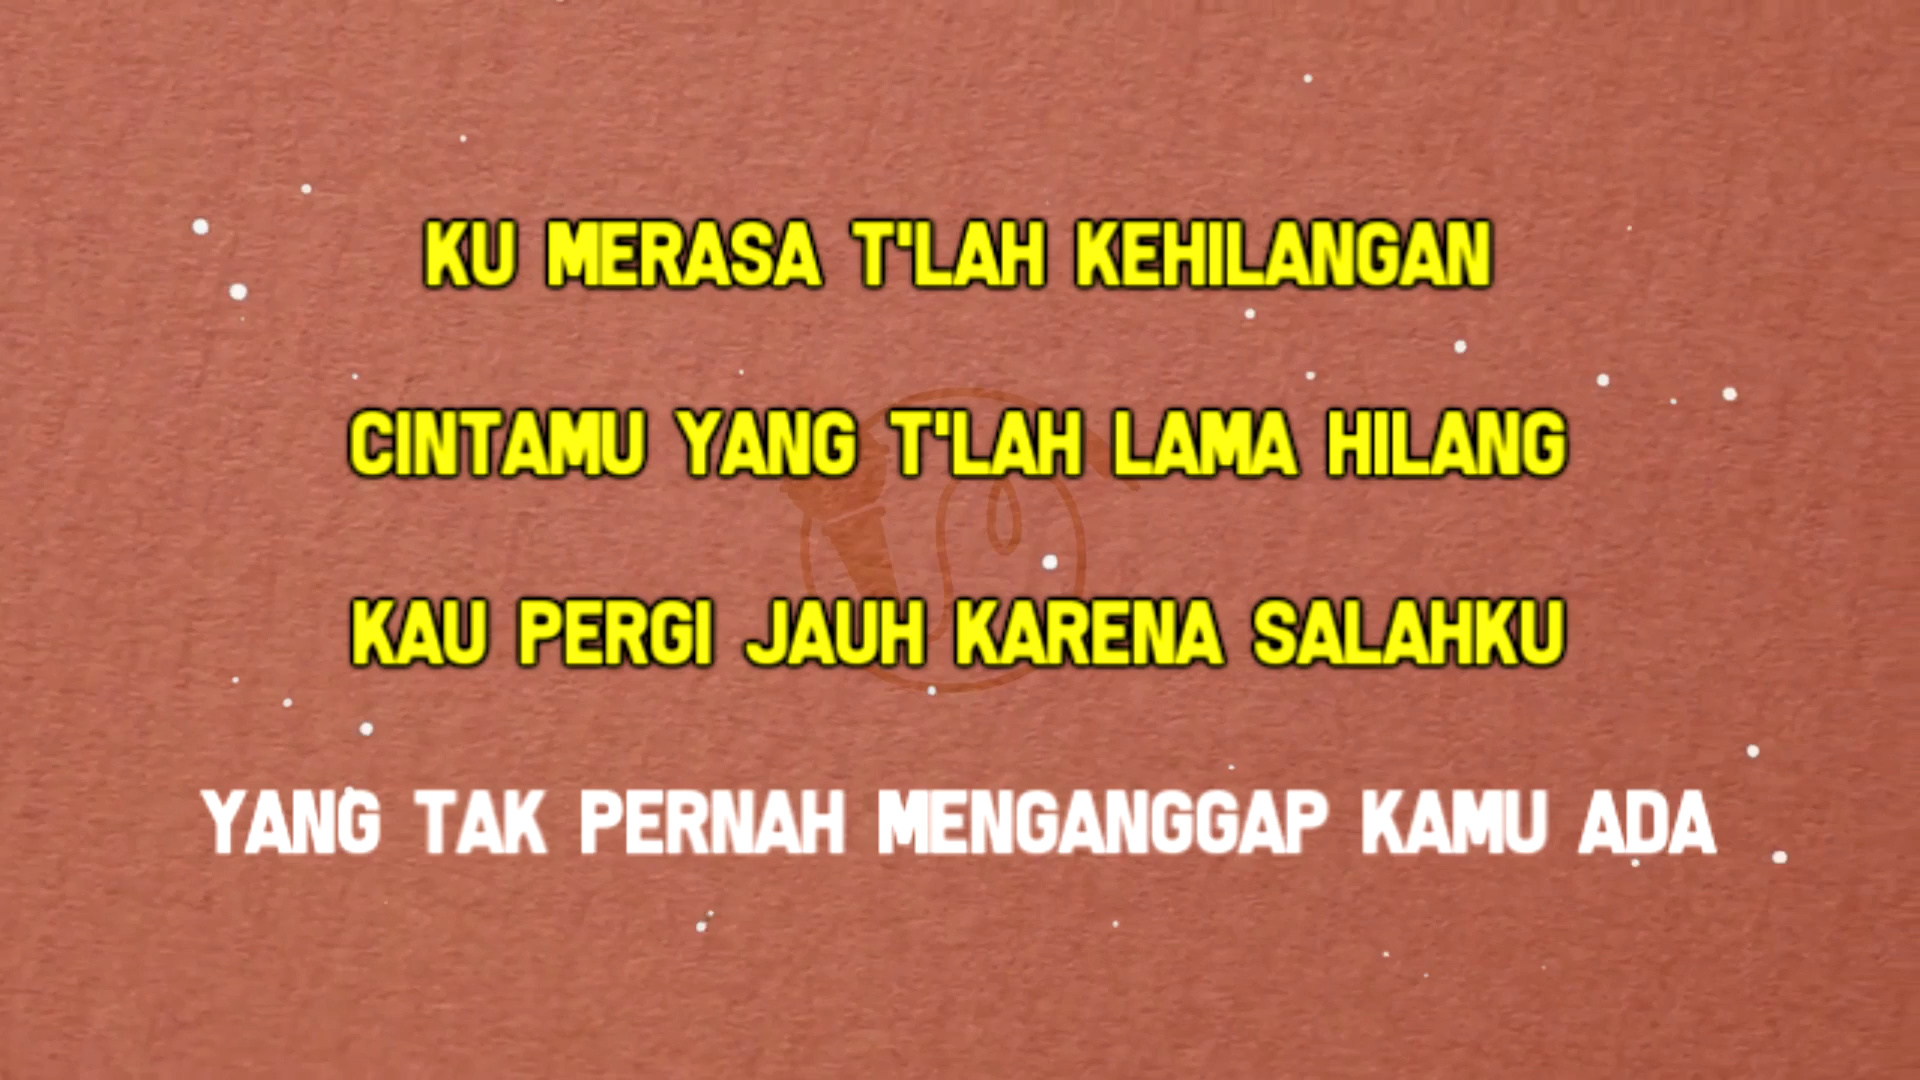 KU MERASA T'LAH KEHILANGAN
CINTAMU YANG T'LAH LAMA HILANG
KAU PERGI JAUH KARENA SALAHKU
YANG TAK PERNAH MENGANGGAP KAMU ADA